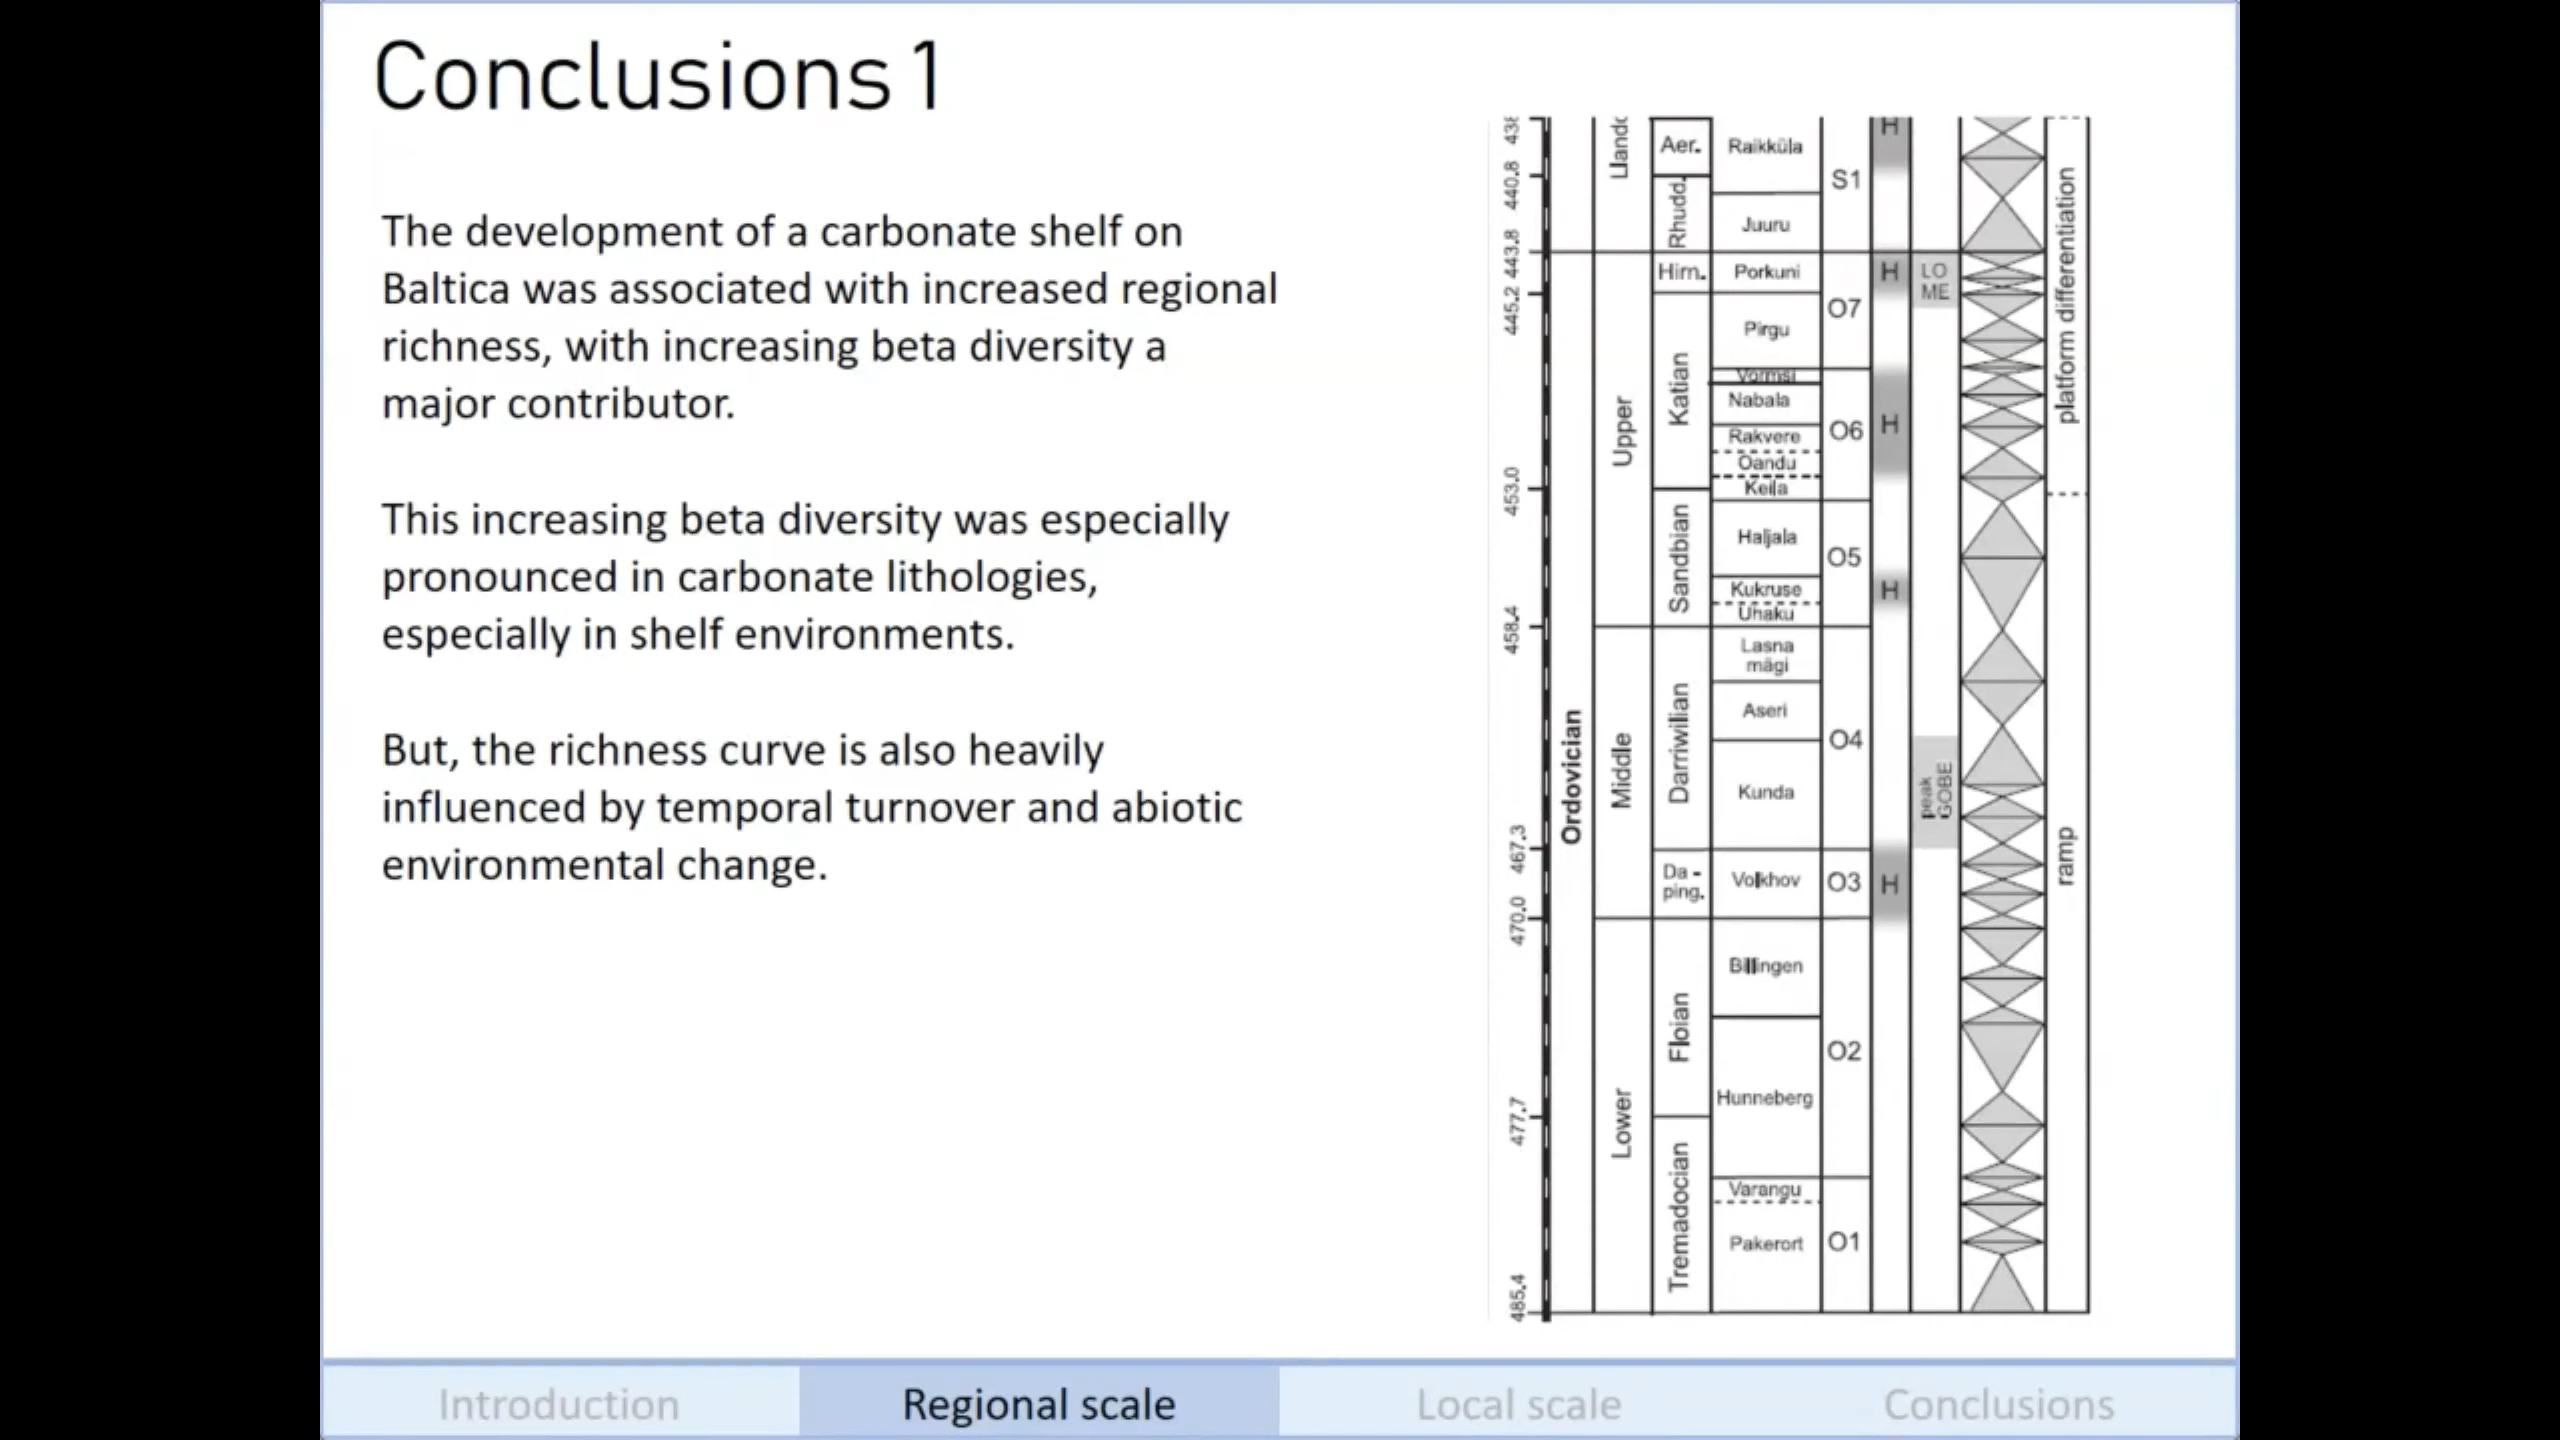 Conclusions 1
The development of a carbonate shelf on
Baltica was associated with increased regional
richness, with increasing beta diversity a
major contributor.
This increasing beta diversity was especially
pronounced in carbonate lithologies,
especially in shelf environments.
But, the richness curve is also heavily
influenced by temporal turnover and abiotic
environmental change.
438
440.8
443.8
445.2
453.0
458.4
467.3
470.0
477.7
485.4
Ordovician
Llando
Upper
Middle
Lower
Aer.
Rhudd.
Hirn.
Katian
Sandbian
Darriwilian
Da -
ping.
Floian
Tremadocian
Raikküla
Juuru
Porkuni
Pirgu
Vormsi
Nabala
Rakvere
Oandu
Keila
Haljala
Kukruse
Uhaku
Lasna
mägi
Aseri
Kunda
Volkhov
Billingen
Hunneberg
Varangu
Pakerort
S1
O7
O6
O5
O4
O3
O2
O1
H
H
H
H
H
LO
ME
peak
GOBE
platform differentiation
ramp
Introduction
Regional scale
Local scale
Conclusions